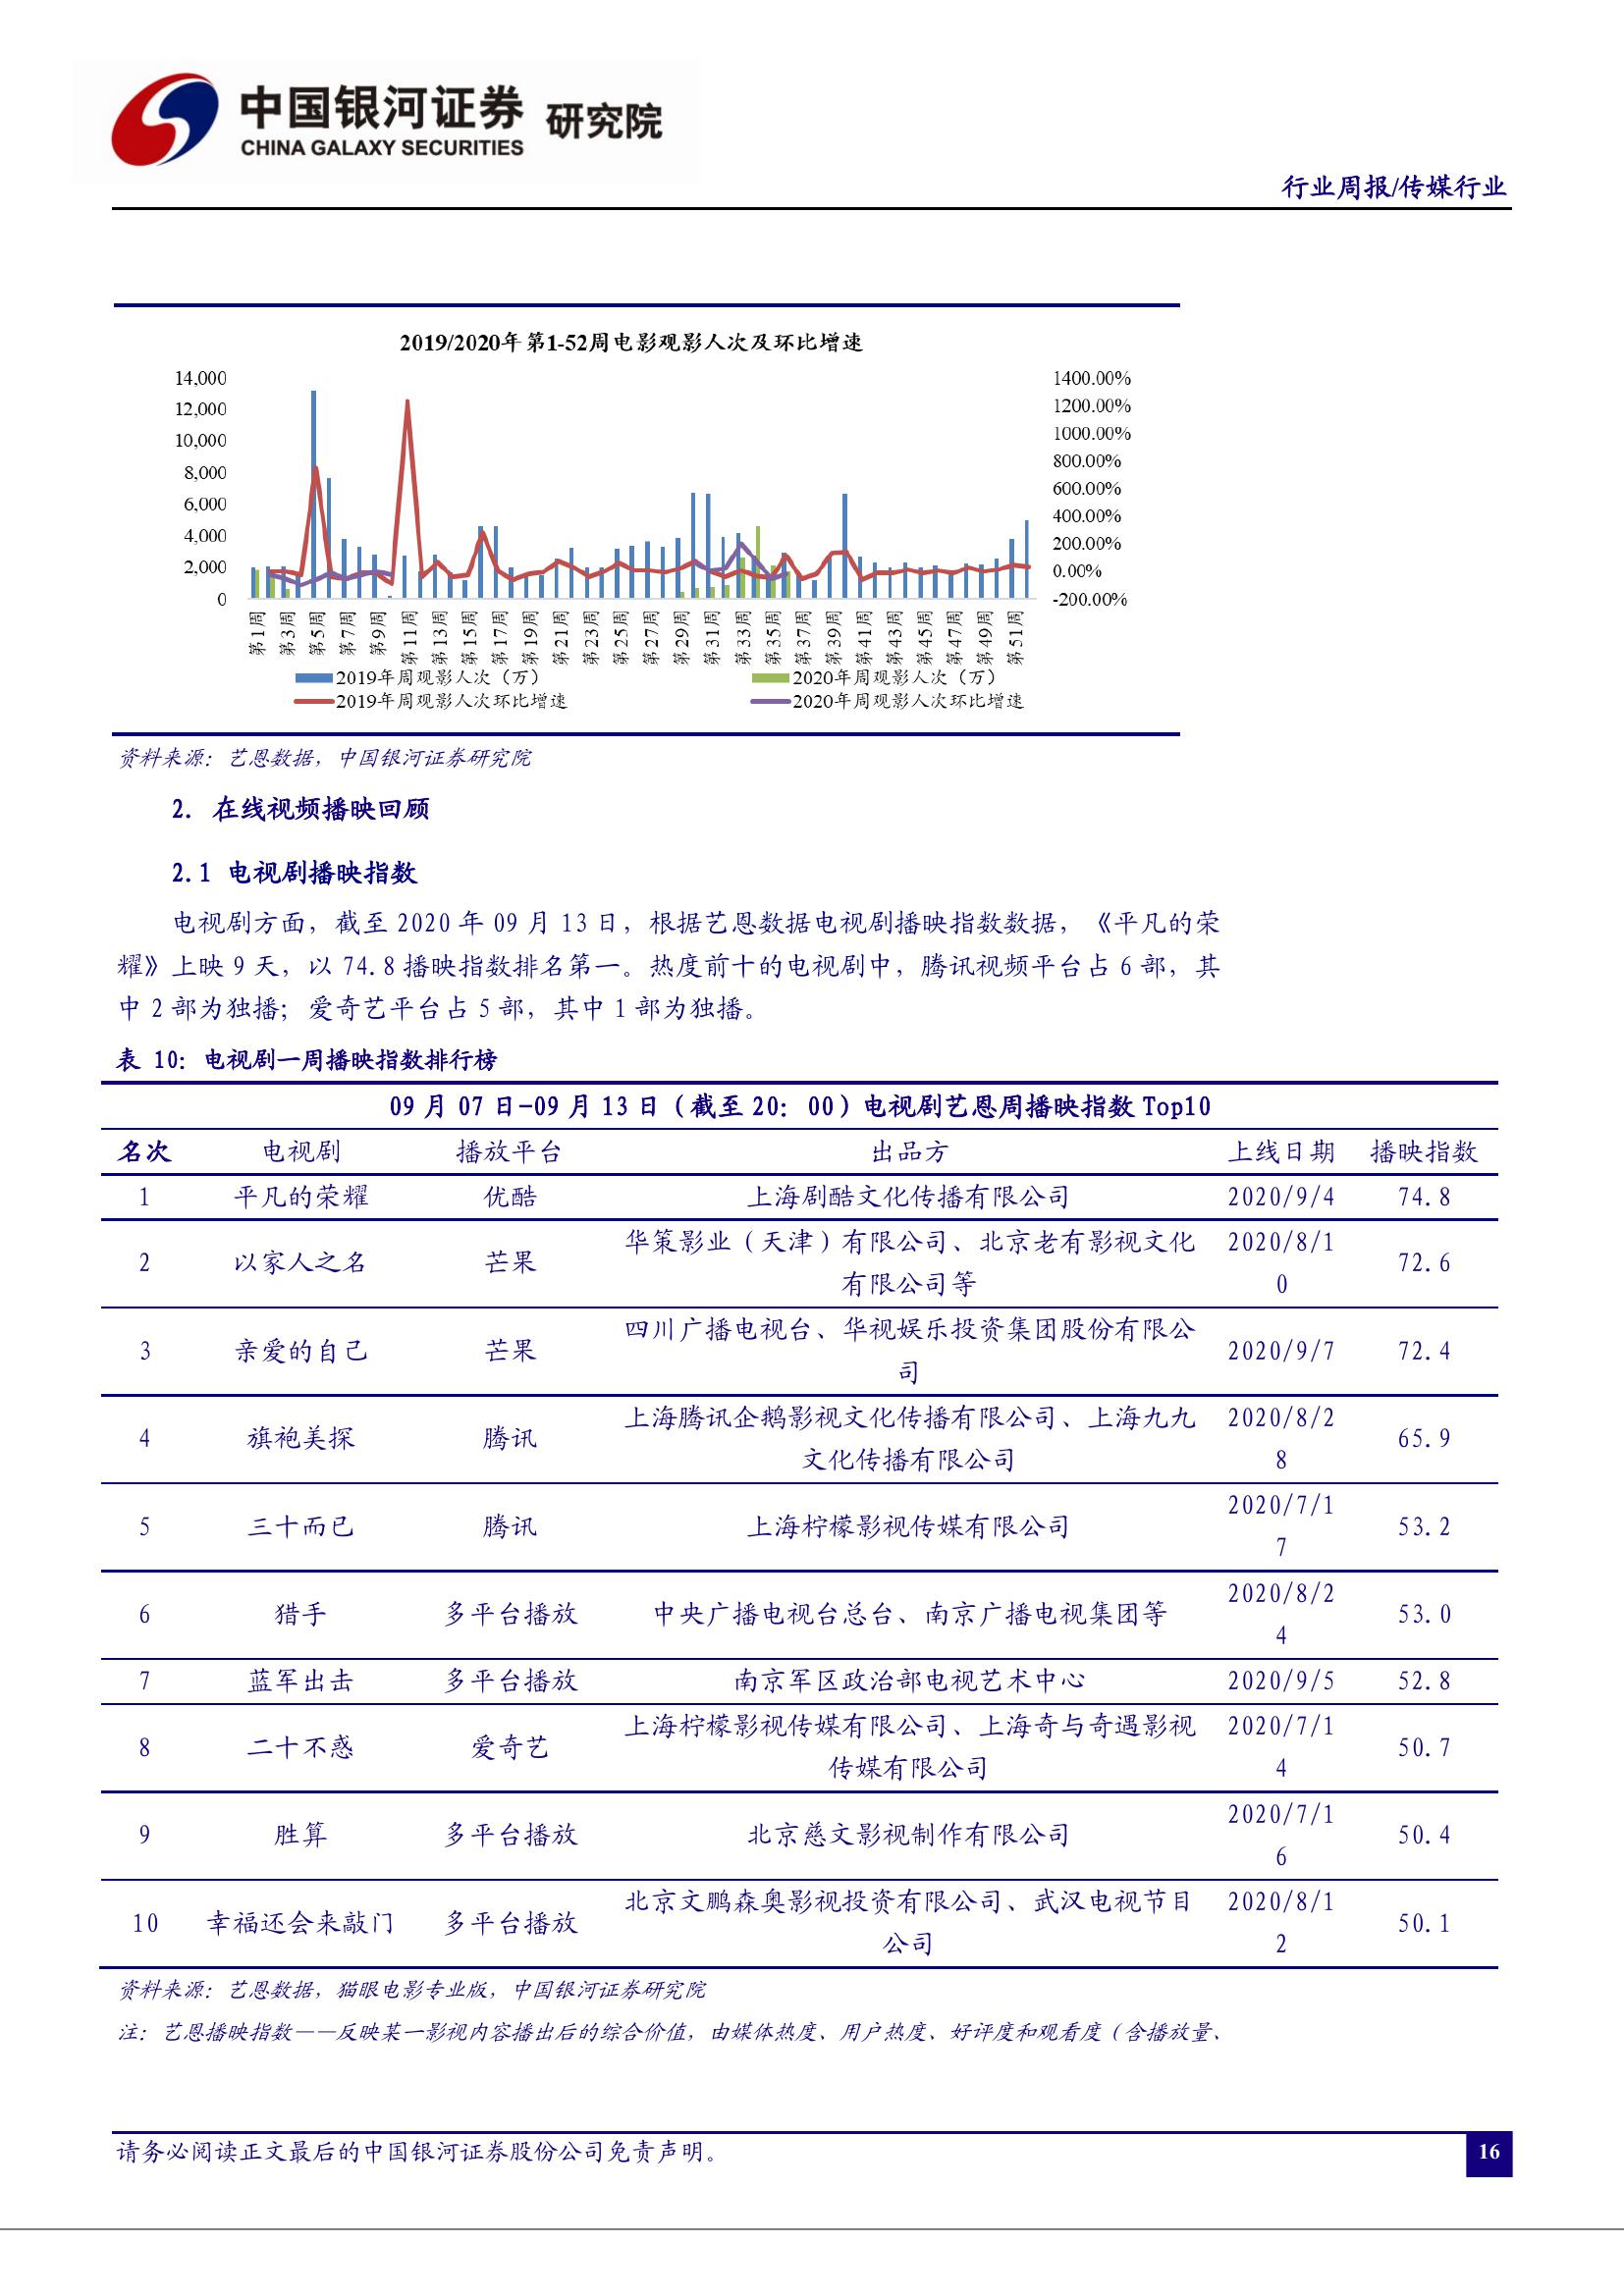 中国银河证券 研究院
CHINA GALAXY SECURITIES
行业周报/传媒行业
2019/2020年第1-52周电影观影人次及环比增速
14,000
12,000
10,000
8,000
6,000
4,000
2,000
0
1400.00%
1200.00%
1000.00%
800.00%
600.00%
400.00%
200.00%
0.00%
-200.00%
第1周
第3周
第5周
第7周
第9周
第11周
第13周
第15周
第17周
第19周
第21周
第23周
第25周
第27周
第29周
第31周
第33周
第35周
第37周
第39周
第41周
第43周
第45周
第47周
第49周
第51周
2019年周观影人次（万） 2020年周观影人次（万）
2019年周观影人次环比增速 2020年周观影人次环比增速
资料来源：艺恩数据，中国银河证券研究院
2. 在线视频播映回顾
2.1 电视剧播映指数
电视剧方面，截至 2020 年 09 月 13 日，根据艺恩数据电视剧播映指数数据，《平凡的荣
耀》上映 9 天，以 74.8 播映指数排名第一。热度前十的电视剧中，腾讯视频平台占 6 部，其
中 2 部为独播；爱奇艺平台占 5 部，其中 1 部为独播。
表 10：电视剧一周播映指数排行榜
09 月 07 日-09 月 13 日（截至 20：00）电视剧艺恩周播映指数 Top10
名次 电视剧 播放平台 出品方 上线日期 播映指数
1 平凡的荣耀 优酷 上海剧酷文化传播有限公司 2020/9/4 74.8
华策影业（天津）有限公司、北京老有影视文化 2020/8/1
2 以家人之名 芒果 72.6
有限公司等 0
四川广播电视台、华视娱乐投资集团股份有限公
3 亲爱的自己 芒果 2020/9/7 72.4
司
上海腾讯企鹅影视文化传播有限公司、上海九九 2020/8/2
4 旗袍美探 腾讯 65.9
文化传播有限公司 8
2020/7/1
5 三十而已 腾讯 上海柠檬影视传媒有限公司 53.2
7
2020/8/2
6 猎手 多平台播放 中央广播电视台总台、南京广播电视集团等 53.0
4
7 蓝军出击 多平台播放 南京军区政治部电视艺术中心 2020/9/5 52.8
上海柠檬影视传媒有限公司、上海奇与奇遇影视 2020/7/1
8 二十不惑 爱奇艺 50.7
传媒有限公司 4
2020/7/1
9 胜算 多平台播放 北京慈文影视制作有限公司 50.4
6
北京文鹏森奥影视投资有限公司、武汉电视节目 2020/8/1
10 幸福还会来敲门 多平台播放 50.1
公司 2
资料来源：艺恩数据，猫眼电影专业版，中国银河证券研究院
注：艺恩播映指数——反映某一影视内容播出后的综合价值，由媒体热度、用户热度、好评度和观看度（含播放量、
请务必阅读正文最后的中国银河证券股份公司免责声明。
16